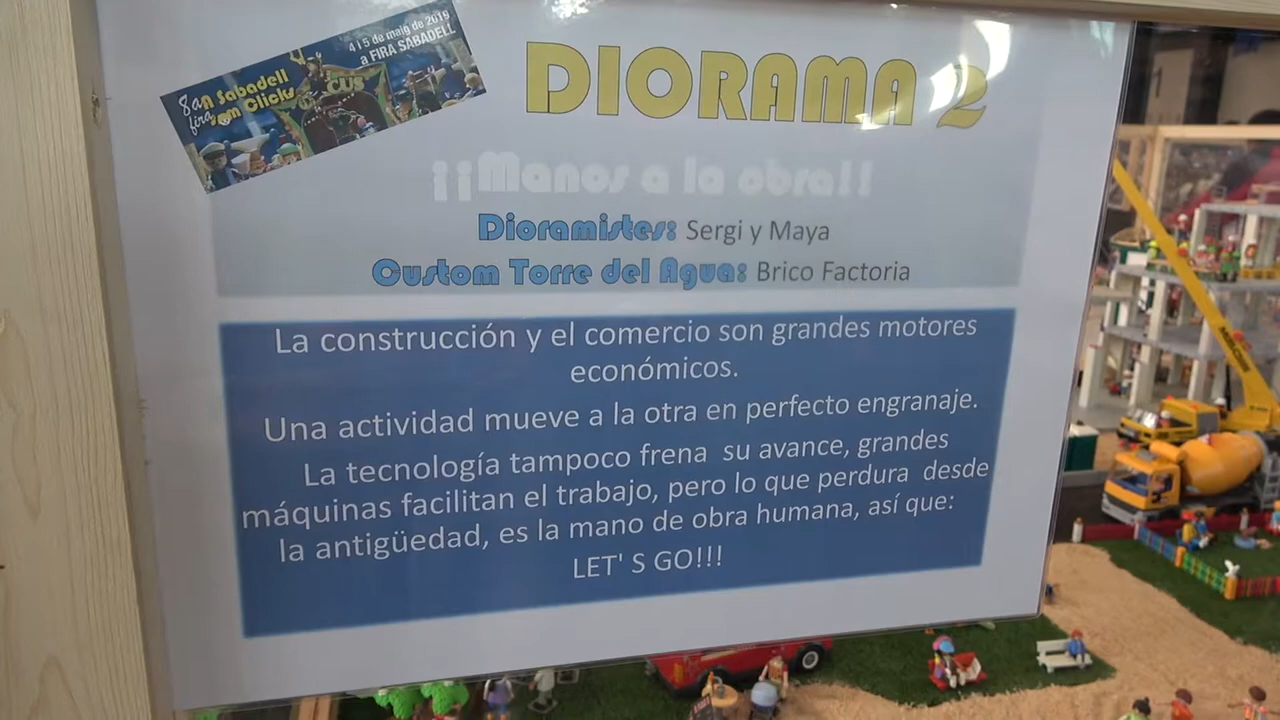 4 i 5 de maig de 2019
a FIRA SABADELL
8a fira
Sabadell
en Clicks
CUS
DIORAMA 2
¡¡Manos a la obra!!
Dioramistes: Sergi y Maya
Custom Torre del Agua: Brico Factoria
La construcción y el comercio son grandes motores
económicos.
Una actividad mueve a la otra en perfecto engranaje.
La tecnología tampoco frena su avance, grandes
máquinas facilitan el trabajo, pero lo que perdura desde
la antigüedad, es la mano de obra humana, así que:
LET' S GO!!!